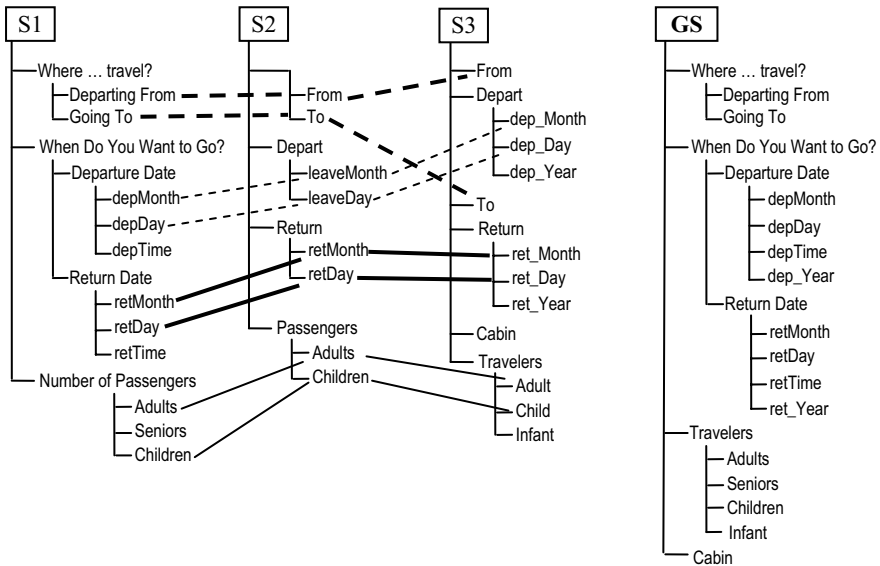 S1
Where ... travel?
Departing From
Going To
When Do You Want to Go?
Departure Date
depMonth
depDay
depTime
Return Date
retMonth
retDay
retTime
Number of Passengers
Adults
Seniors
Children
S2
From
To
Depart
leaveMonth
leaveDay
Return
retMonth
retDay
Passengers
Adults
Children
S3
From
Depart
dep_Month
dep_Day
dep_Year
To
Return
ret_Month
ret_Day
ret_Year
Cabin
Travelers
Adult
Child
Infant
GS
Where ... travel?
Departing From
Going To
When Do You Want to Go?
Departure Date
depMonth
depDay
depTime
dep_Year
Return Date
retMonth
retDay
retTime
ret_Year
Travelers
Adults
Seniors
Children
Infant
Cabin